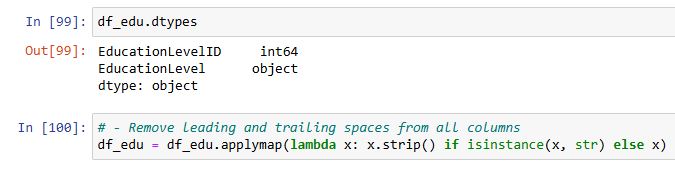 In [99]: df_edu.dtypes
Out[99]: EducationLevelID     int64
EducationLevel      object
dtype: object
In [100]: # - Remove leading and trailing spaces from all columns
df_edu = df_edu.applymap(lambda x: x.strip() if isinstance(x, str) else x)